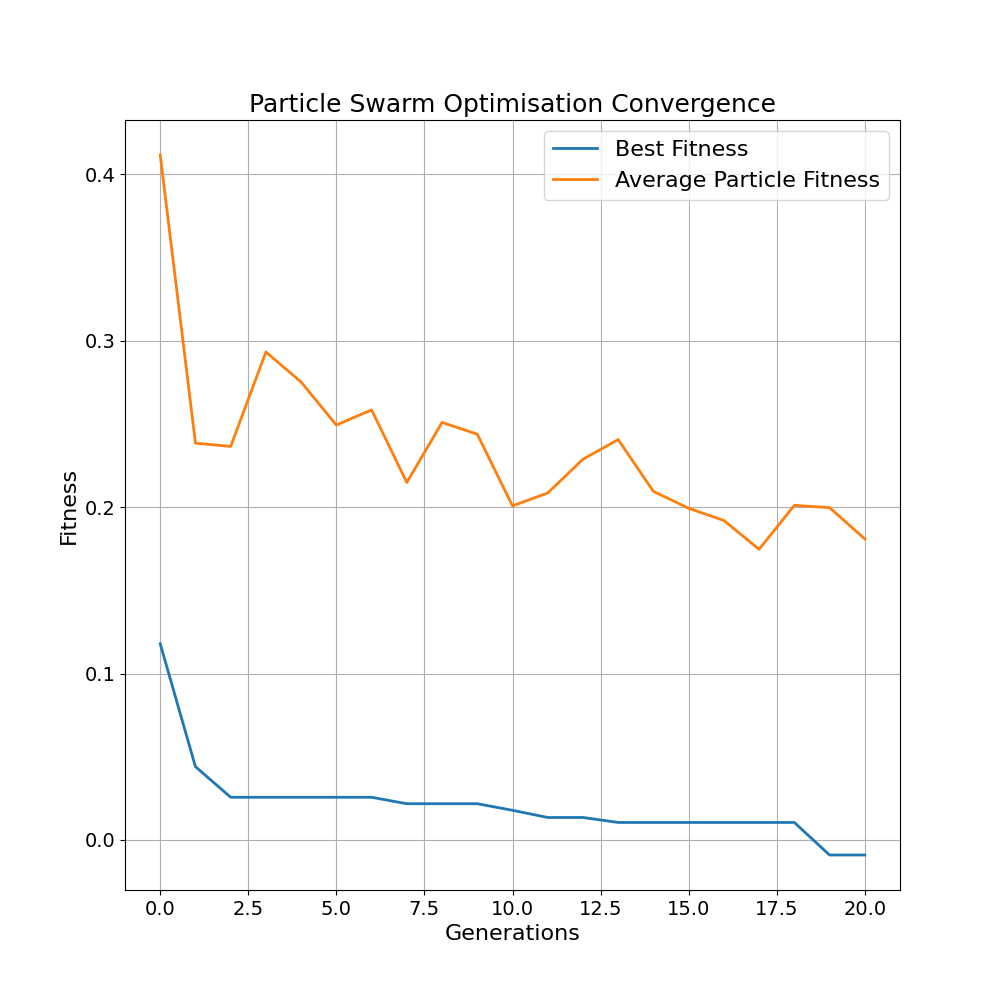 Particle Swarm Optimisation Convergence
Best Fitness
Average Particle Fitness
0.4
0.3
0.2
0.1
0.0
Fitness
0.0 2.5 5.0 7.5 10.0 12.5 15.0 17.5 20.0
Generations